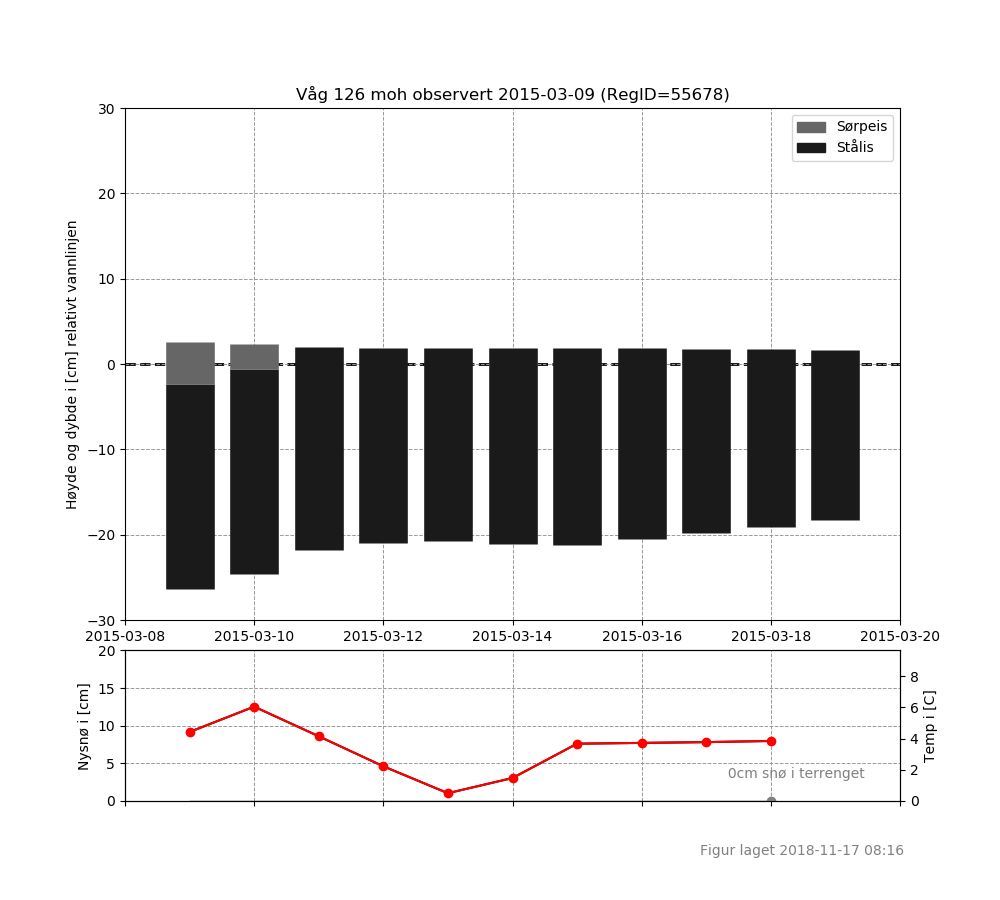 Våg 126 moh observert 2015-03-09 (RegID=55678)
Sørpeis
Stålis
Høyde og dybde i [cm] relativt vannlinjen
30
20
10
0
−10
−20
−30
2015-03-08 2015-03-10 2015-03-12 2015-03-14 2015-03-16 2015-03-18 2015-03-20
Nysnø i [cm]
20
15
10
5
0
8
6
4
2
0
Temp i [C]
0cm snø i terrenget
Figur laget 2018-11-17 08:16